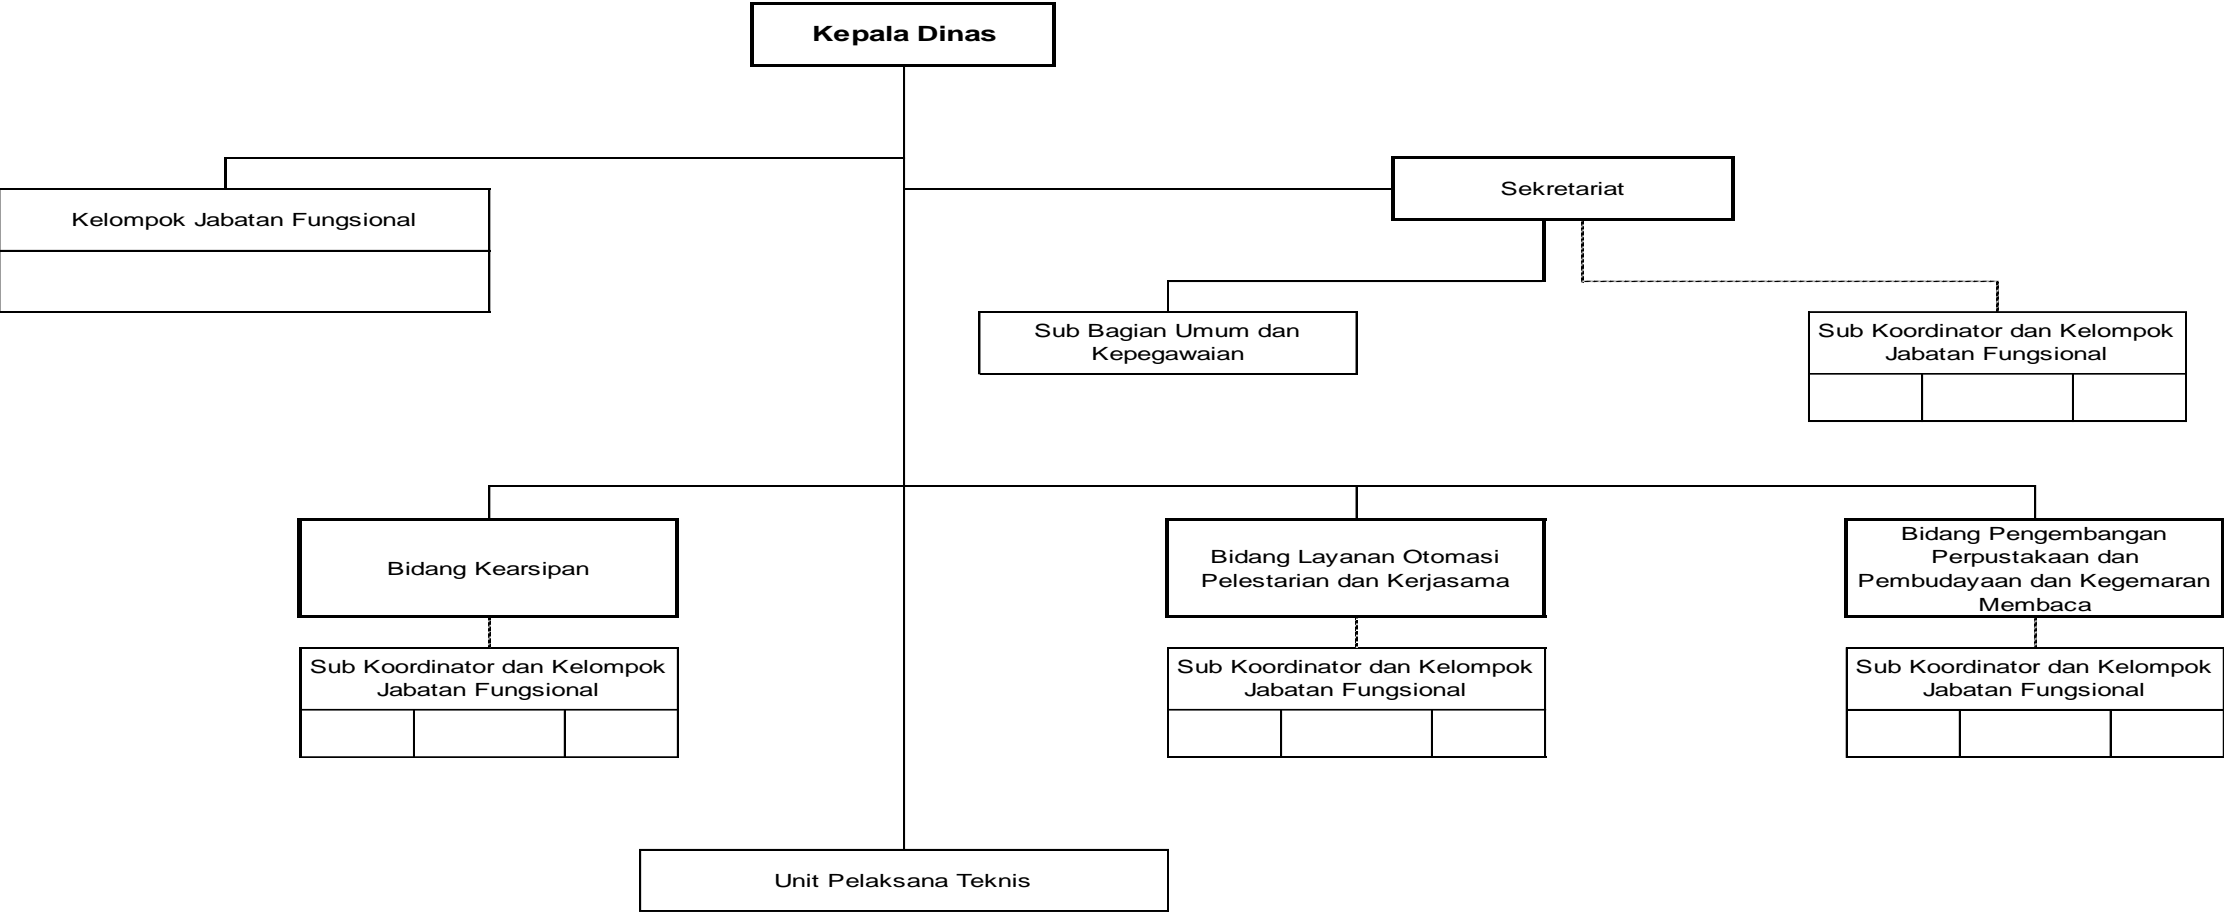 Kepala Dinas
Sekretariat
Kelompok Jabatan Fungsional
Sub Bagian Umum dan
Kepegawaian
Sub Koordinator dan Kelompok
Jabatan Fungsional
Bidang Kearsipan
Bidang Layanan Otomasi
Pelestarian dan Kerjasama
Bidang Pengembangan
Perpustakaan dan
Pembudayaan dan Kegemaran
Membaca
Sub Koordinator dan Kelompok
Jabatan Fungsional
Sub Koordinator dan Kelompok
Jabatan Fungsional
Sub Koordinator dan Kelompok
Jabatan Fungsional
Unit Pelaksana Teknis